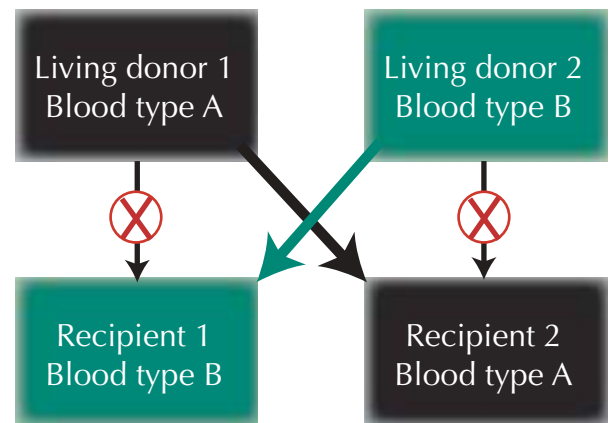 Living donor 1
Blood type A
Living donor 2
Blood type B
Recipient 1
Blood type B
Recipient 2
Blood type A